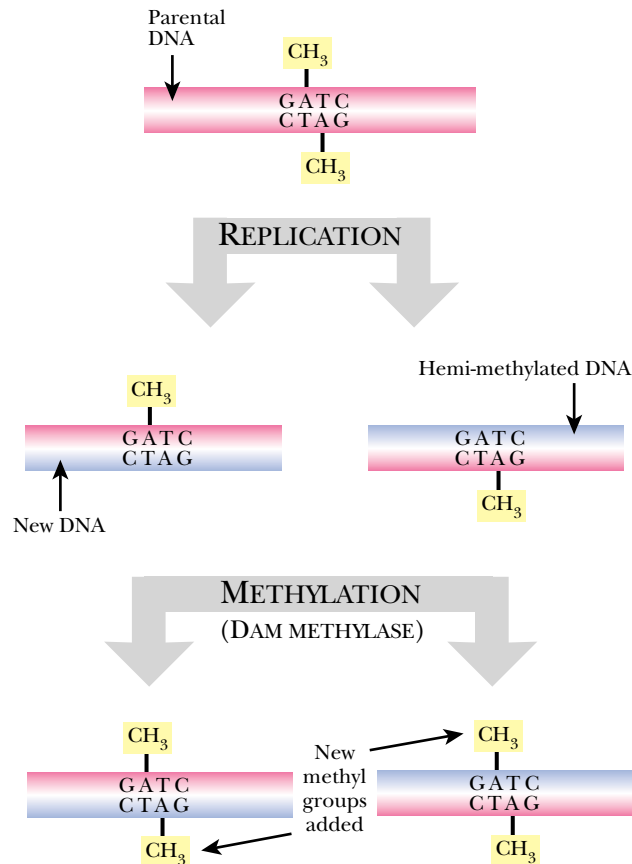 Parental
DNA
CH₃
GATC
CTAG
CH₃
REPLICATION
Hemi-methylated DNA
CH₃
GATC
CTAG
GATC
CTAG
CH₃
New DNA
METHYLATION
(DAM METHYLASE)
CH₃
GATC
CTAG
CH₃
New
methyl
groups
added
CH₃
GATC
CTAG
CH₃